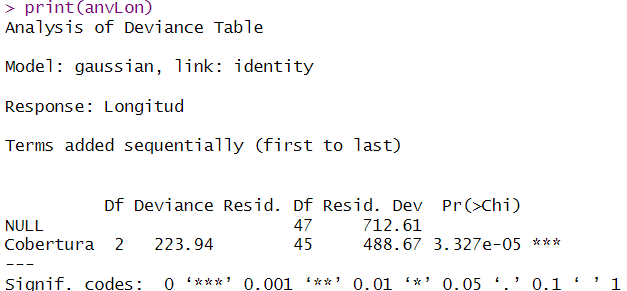 > print(anvLon)
Analysis of Deviance Table

Model: gaussian, link: identity

Response: Longitud

Terms added sequentially (first to last)


          Df Deviance Resid. Df Resid. Dev  Pr(>Chi)
NULL                         47     712.61
Cobertura  2   223.94        45     488.67 3.327e-05 ***
---
Signif. codes:  0 ‘***’ 0.001 ‘**’ 0.01 ‘*’ 0.05 ‘.’ 0.1 ‘ ’ 1